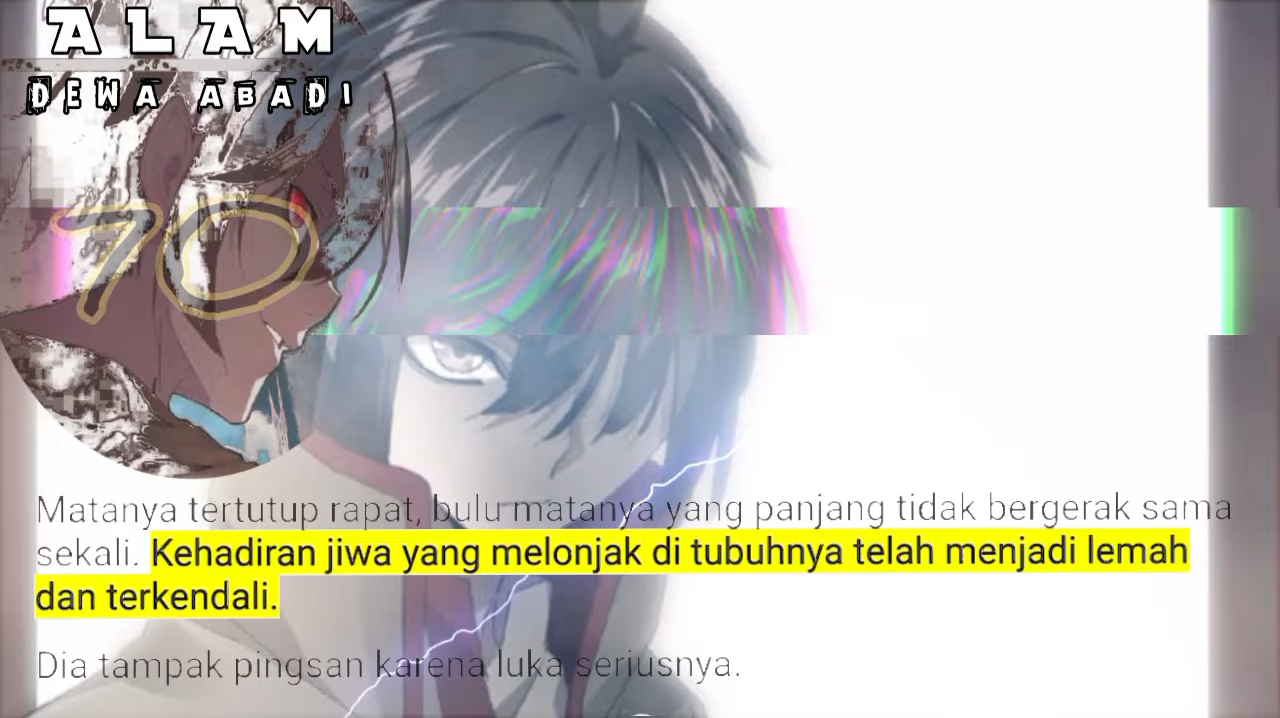 ALAM
DEWA ABADI
70
Matanya tertutup rapat, bulu matanya yang panjang tidak bergerak sama
sekali. Kehadiran jiwa yang melonjak di tubuhnya telah menjadi lemah
dan terkendali.
Dia tampak pingsan karena luka seriusnya.